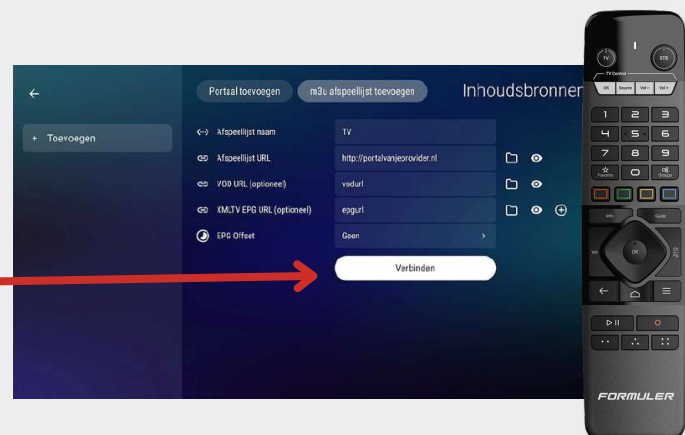 Portaal toevoegen
m3u afspeellijst toevoegen
Inhoudsbronnen
+ Toevoegen
Afspeellijst naam
TV
Afspeellijst URL
http://portalvanjeprovider.nl
VOD URL (optioneel)
vodurl
XMLTV EPG URL (optioneel)
epgurl
EPG Offset
Geen
Verbinden
TV
STB
TV Control
OK Source Vol- Vol+
1 2 3
4 5 6
7 8 9
Favorite 0 Groups
Info Guide
Vol OK
FORMULER